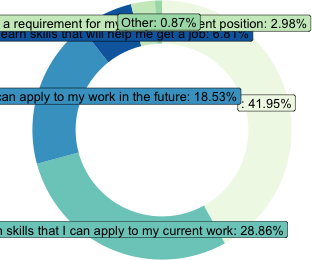 a requirement for my
Other: 0.87%
ent position: 2.98%
earn skills that will help me get a job: 6.81%
can apply to my work in the future: 18.53%
: 41.95%
n skills that I can apply to my current work: 28.86%